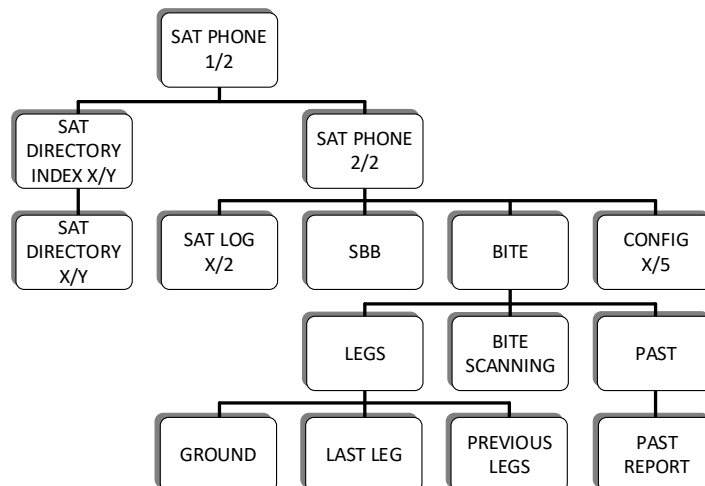 SAT PHONE
1/2
SAT
DIRECTORY
INDEX X/Y
SAT PHONE
2/2
SAT
DIRECTORY
X/Y
SAT LOG
X/2
SBB
BITE
CONFIG
X/5
LEGS
BITE
SCANNING
PAST
GROUND
LAST LEG
PREVIOUS
LEGS
PAST
REPORT